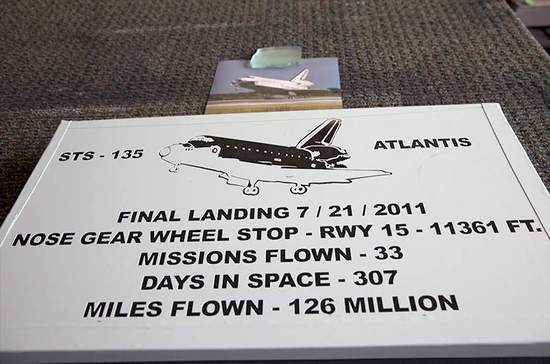 STS - 135 ATLANTIS
FINAL LANDING 7 / 21 / 2011
NOSE GEAR WHEEL STOP - RWY 15 - 11361 FT.
MISSIONS FLOWN - 33
DAYS IN SPACE - 307
MILES FLOWN - 126 MILLION